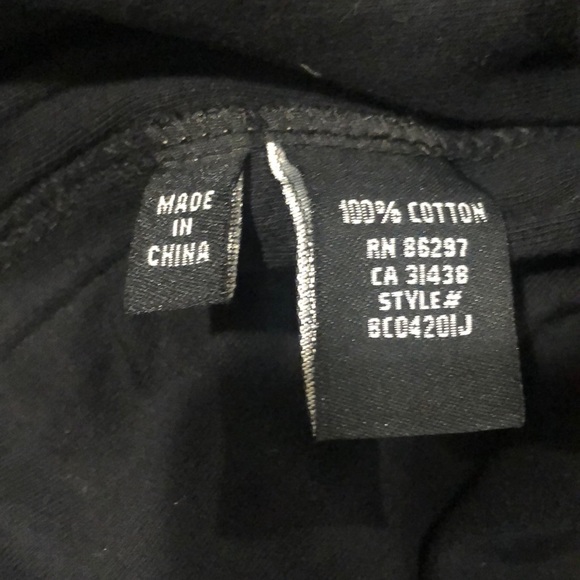 MADE
IN
CHINA
100% COTTON
RN 86297
CA 31438
STYLE#
BC04201J